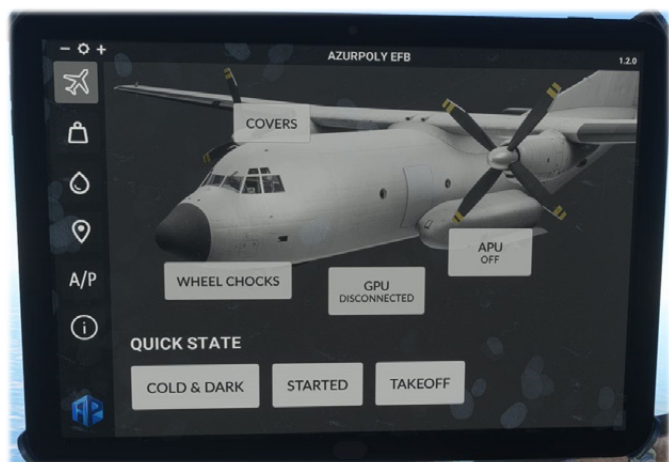 − +
AZURPOLY EFB
1.2.0
COVERS
APU
OFF
WHEEL CHOCKS
GPU
DISCONNECTED
A/P
QUICK STATE
COLD & DARK
STARTED
TAKEOFF